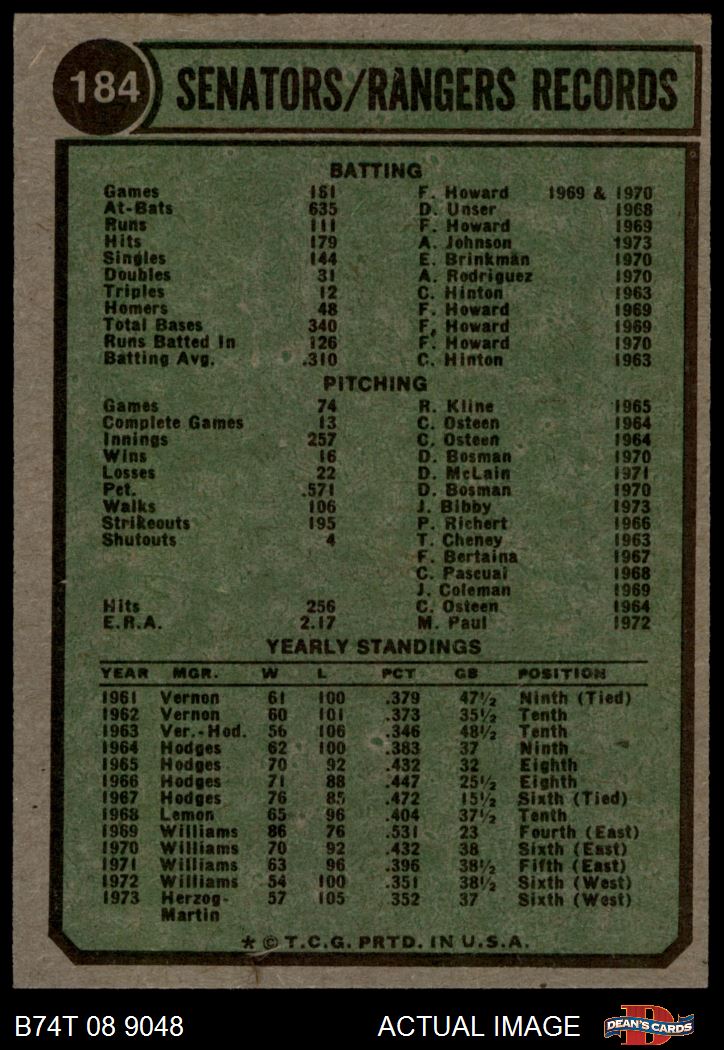 184 SENATORS/RANGERS RECORDS
BATTING
Games 161 F. Howard 1969 & 1970
At-Bats 635 D. Unser 1968
Runs 111 F. Howard 1969
Hits 179 A. Johnson 1973
Singles 144 E. Brinkman 1970
Doubles 31 A. Rodriguez 1970
Triples 12 C. Hinton 1963
Homers 48 F. Howard 1969
Total Bases 340 F. Howard 1969
Runs Batted In 126 F. Howard 1970
Batting Avg. .310 C. Hinton 1963
PITCHING
Games 74 R. Kline 1965
Complete Games 13 C. Osteen 1964
Innings 257 C. Osteen 1964
Wins 16 D. Bosman 1970
Losses 22 D. McLain 1971
Pct. .571 D. Bosman 1970
Walks 106 J. Bibby 1973
Strikeouts 195 P. Richert 1966
Shutouts 4 T. Cheney 1963
F. Bertaina 1967
C. Pascual 1968
J. Coleman 1969
Hits 256 C. Osteen 1964
E.R.A. 2.17 M. Paul 1972
YEARLY STANDINGS
YEAR MGR. W L PCT GB POSITION
1961 Vernon 61 100 .379 47½ Ninth (Tied)
1962 Vernon 60 101 .373 35½ Tenth
1963 Ver.-Hod. 56 106 .346 48½ Tenth
1964 Hodges 62 100 .383 37 Ninth
1965 Hodges 70 92 .432 32 Eighth
1966 Hodges 71 88 .447 25½ Eighth
1967 Hodges 76 85 .472 15½ Sixth (Tied)
1968 Lemon 65 96 .404 37½ Tenth
1969 Williams 86 76 .531 23 Fourth (East)
1970 Williams 70 92 .432 38 Sixth (East)
1971 Williams 63 96 .396 38½ Fifth (East)
1972 Williams 54 100 .351 38½ Sixth (West)
1973 Herzog- 57 105 352 37 Sixth (West)
Martin
* © T.C.G. PRTD. IN U.S.A.
B74T 08 9048 ACTUAL IMAGE D DEAN'S CARDS